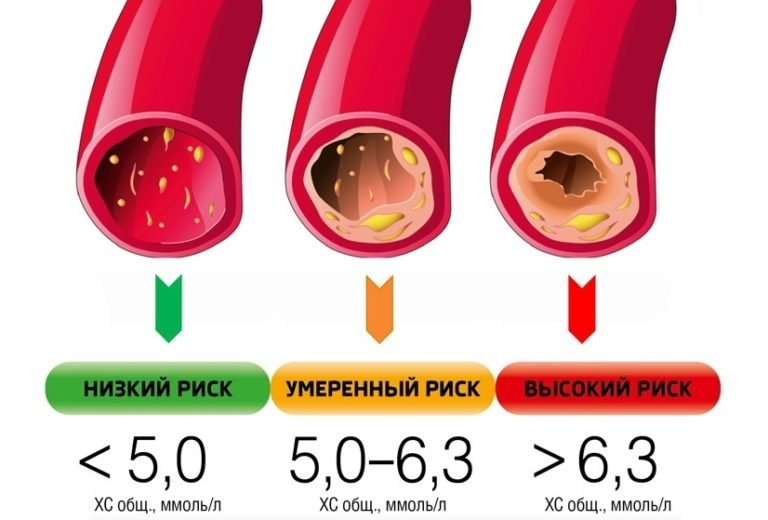 НИЗКИЙ РИСК
УМЕРЕННЫЙ РИСК
ВЫСОКИЙ РИСК
< 5,0
5,0–6,3
> 6,3
ХС общ., ммоль/л
ХС общ., ммоль/л
ХС общ., ммоль/л